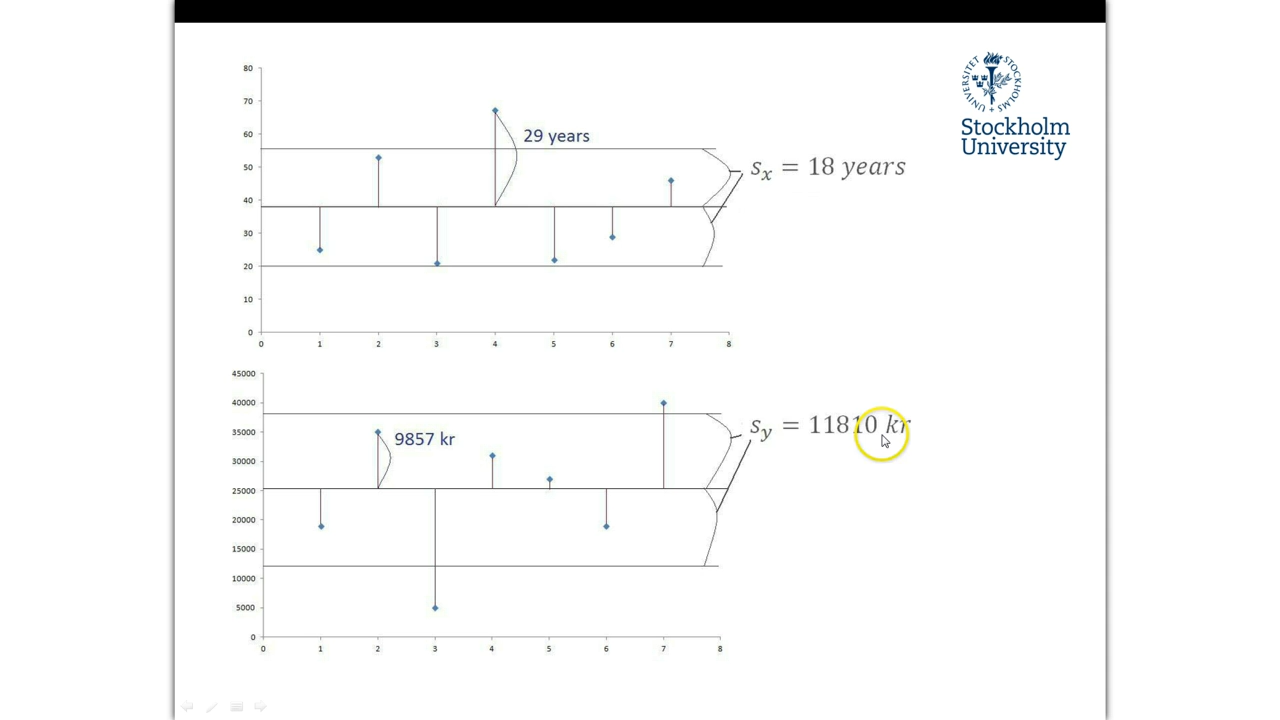 80
70
60
50
40
30
20
10
0
0 1 2 3 4 5 6 7 8
29 years
s_x = 18 years
STOCKHOLMS UNIVERSITET
Stockholm
University
45000
40000
35000
30000
25000
20000
15000
10000
5000
0
0 1 2 3 4 5 6 7 8
9857 kr
s_y = 11810 kr